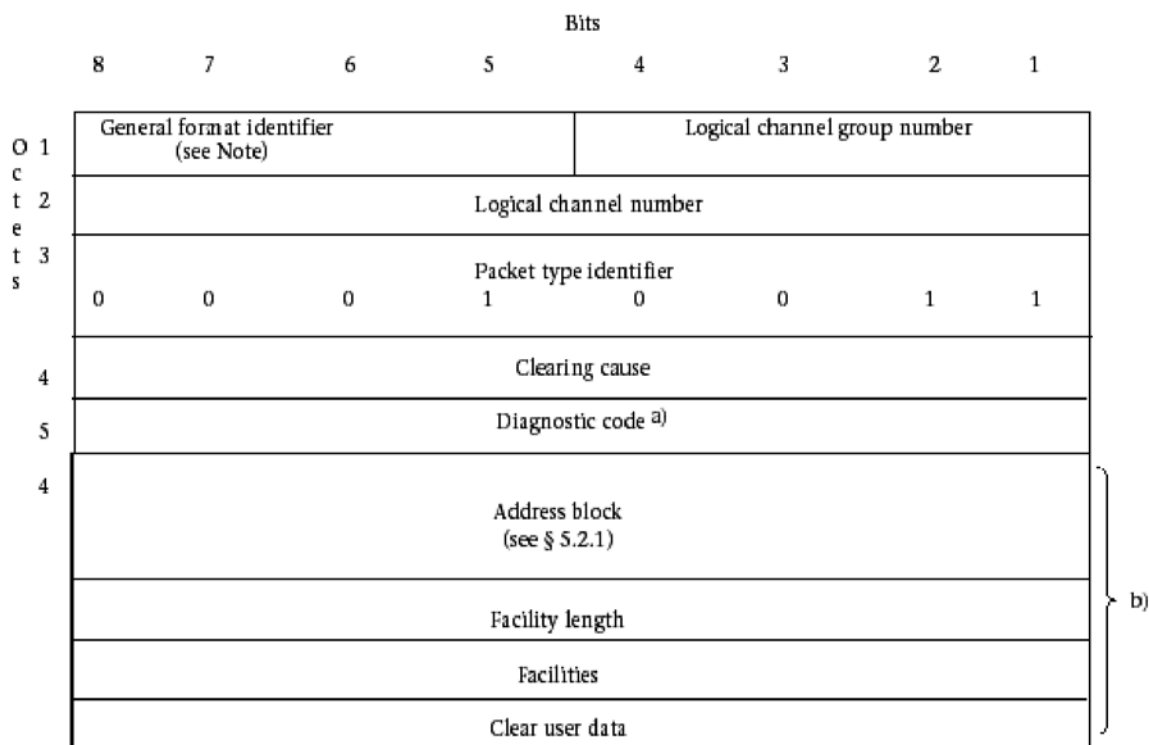 Bits
8 7 6 5 4 3 2 1
Octets
1 General format identifier Logical channel group number
(see Note)
2 Logical channel number
3 Packet type identifier
0 0 0 1 0 0 1 1
4 Clearing cause
5 Diagnostic code a)
4 Address block
(see § 5.2.1)
b)
Facility length
Facilities
Clear user data